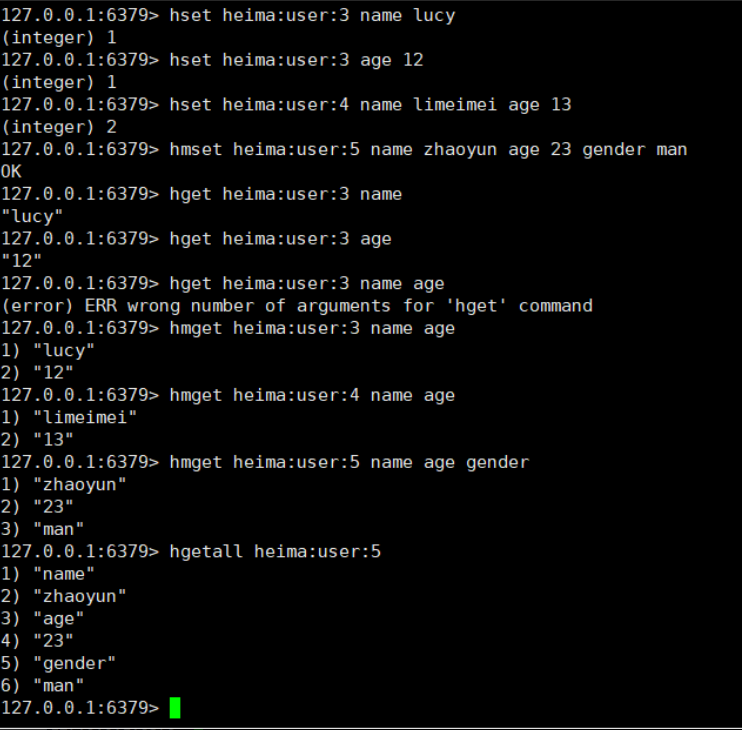 127.0.0.1:6379> hset heima:user:3 name lucy
(integer) 1
127.0.0.1:6379> hset heima:user:3 age 12
(integer) 1
127.0.0.1:6379> hset heima:user:4 name limeimei age 13
(integer) 2
127.0.0.1:6379> hmset heima:user:5 name zhaoyun age 23 gender man
OK
127.0.0.1:6379> hget heima:user:3 name
"lucy"
127.0.0.1:6379> hget heima:user:3 age
"12"
127.0.0.1:6379> hget heima:user:3 name age
(error) ERR wrong number of arguments for 'hget' command
127.0.0.1:6379> hmget heima:user:3 name age
1) "lucy"
2) "12"
127.0.0.1:6379> hmget heima:user:4 name age
1) "limeimei"
2) "13"
127.0.0.1:6379> hmget heima:user:5 name age gender
1) "zhaoyun"
2) "23"
3) "man"
127.0.0.1:6379> hgetall heima:user:5
1) "name"
2) "zhaoyun"
3) "age"
4) "23"
5) "gender"
6) "man"
127.0.0.1:6379>